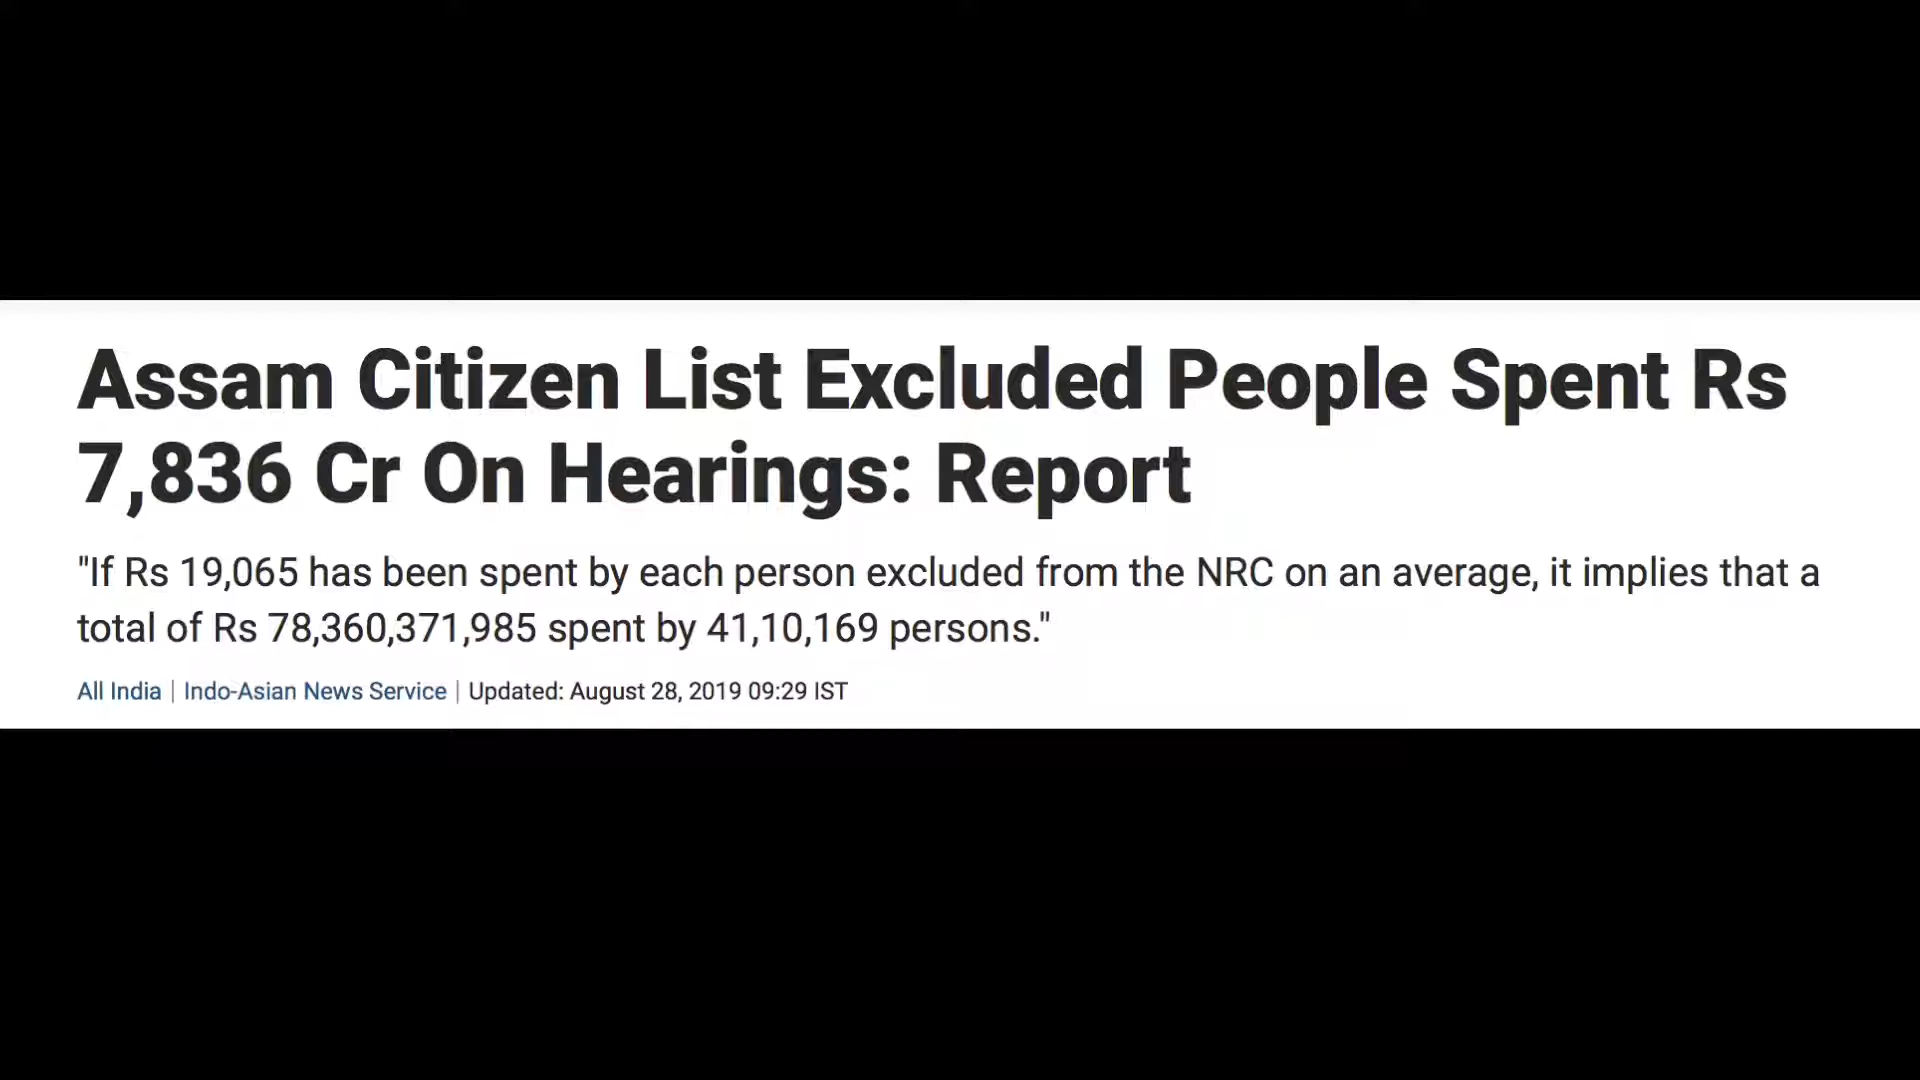 Assam Citizen List Excluded People Spent Rs
7,836 Cr On Hearings: Report
"If Rs 19,065 has been spent by each person excluded from the NRC on an average, it implies that a
total of Rs 78,360,371,985 spent by 41,10,169 persons."
All India | Indo-Asian News Service | Updated: August 28, 2019 09:29 IST